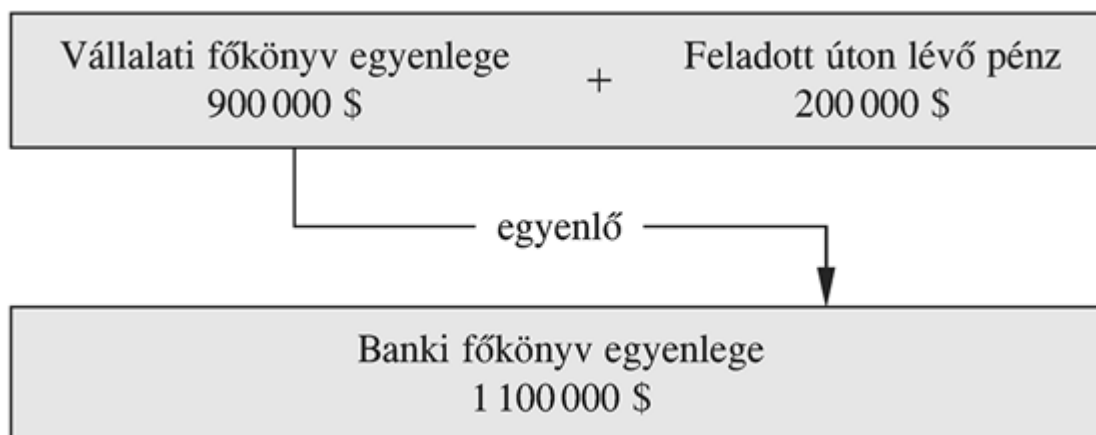 Vállalati főkönyv egyenlege + Feladott úton lévő pénz
900 000 $ 200 000 $
egyenlő
Banki főkönyv egyenlege
1 100 000 $